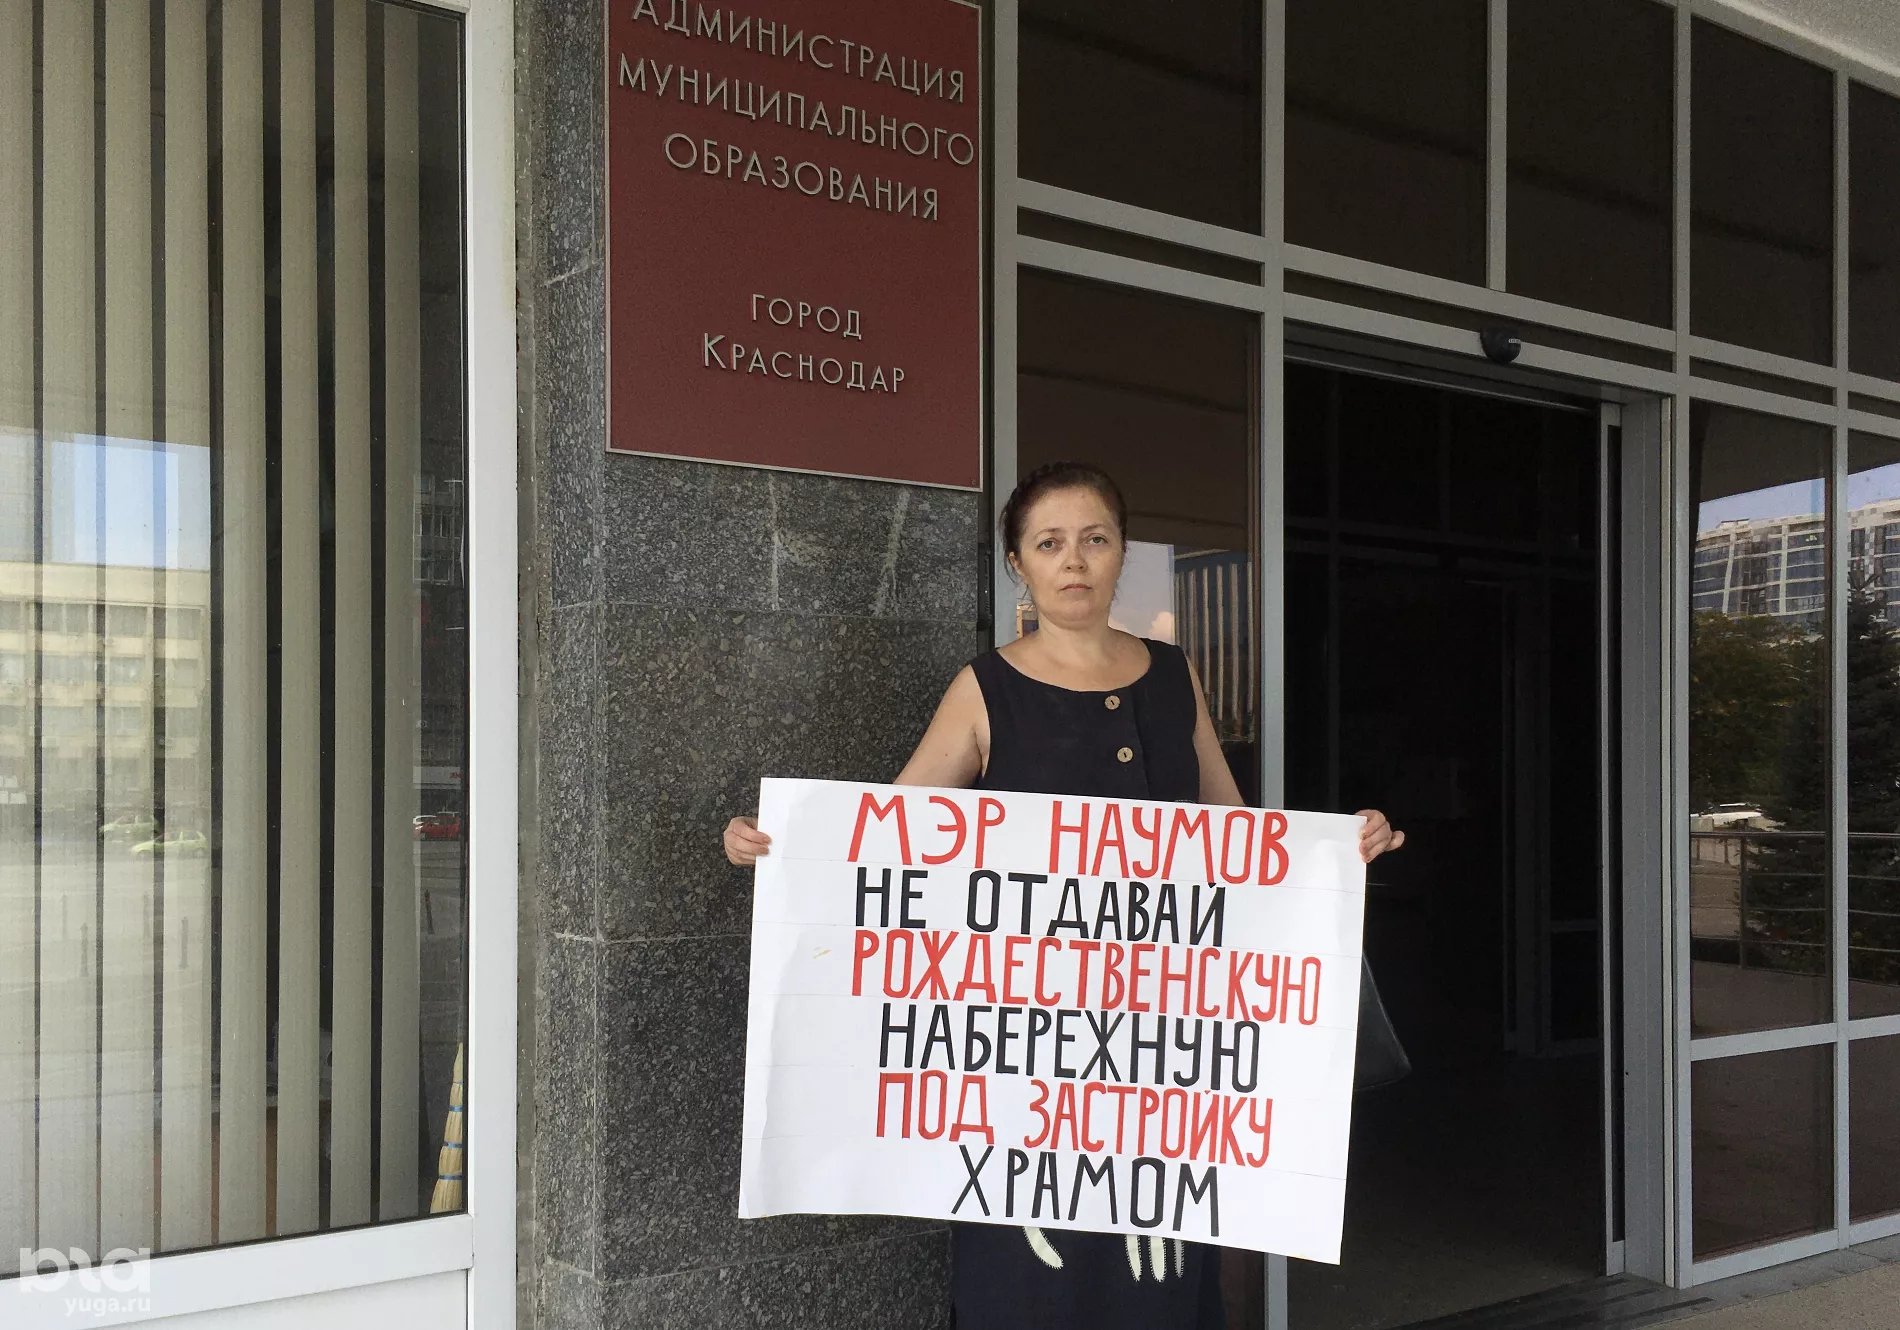 АДМИНИСТРАЦИЯ
МУНИЦИПАЛЬНОГО
ОБРАЗОВАНИЯ
ГОРОД
КРАСНОДАР
МЭР НАУМОВ
НЕ ОТДАВАЙ
РОЖДЕСТВЕНСКУЮ
НАБЕРЕЖНУЮ
ПОД ЗАСТРОЙКУ
ХРАМОМ
yuga.ru